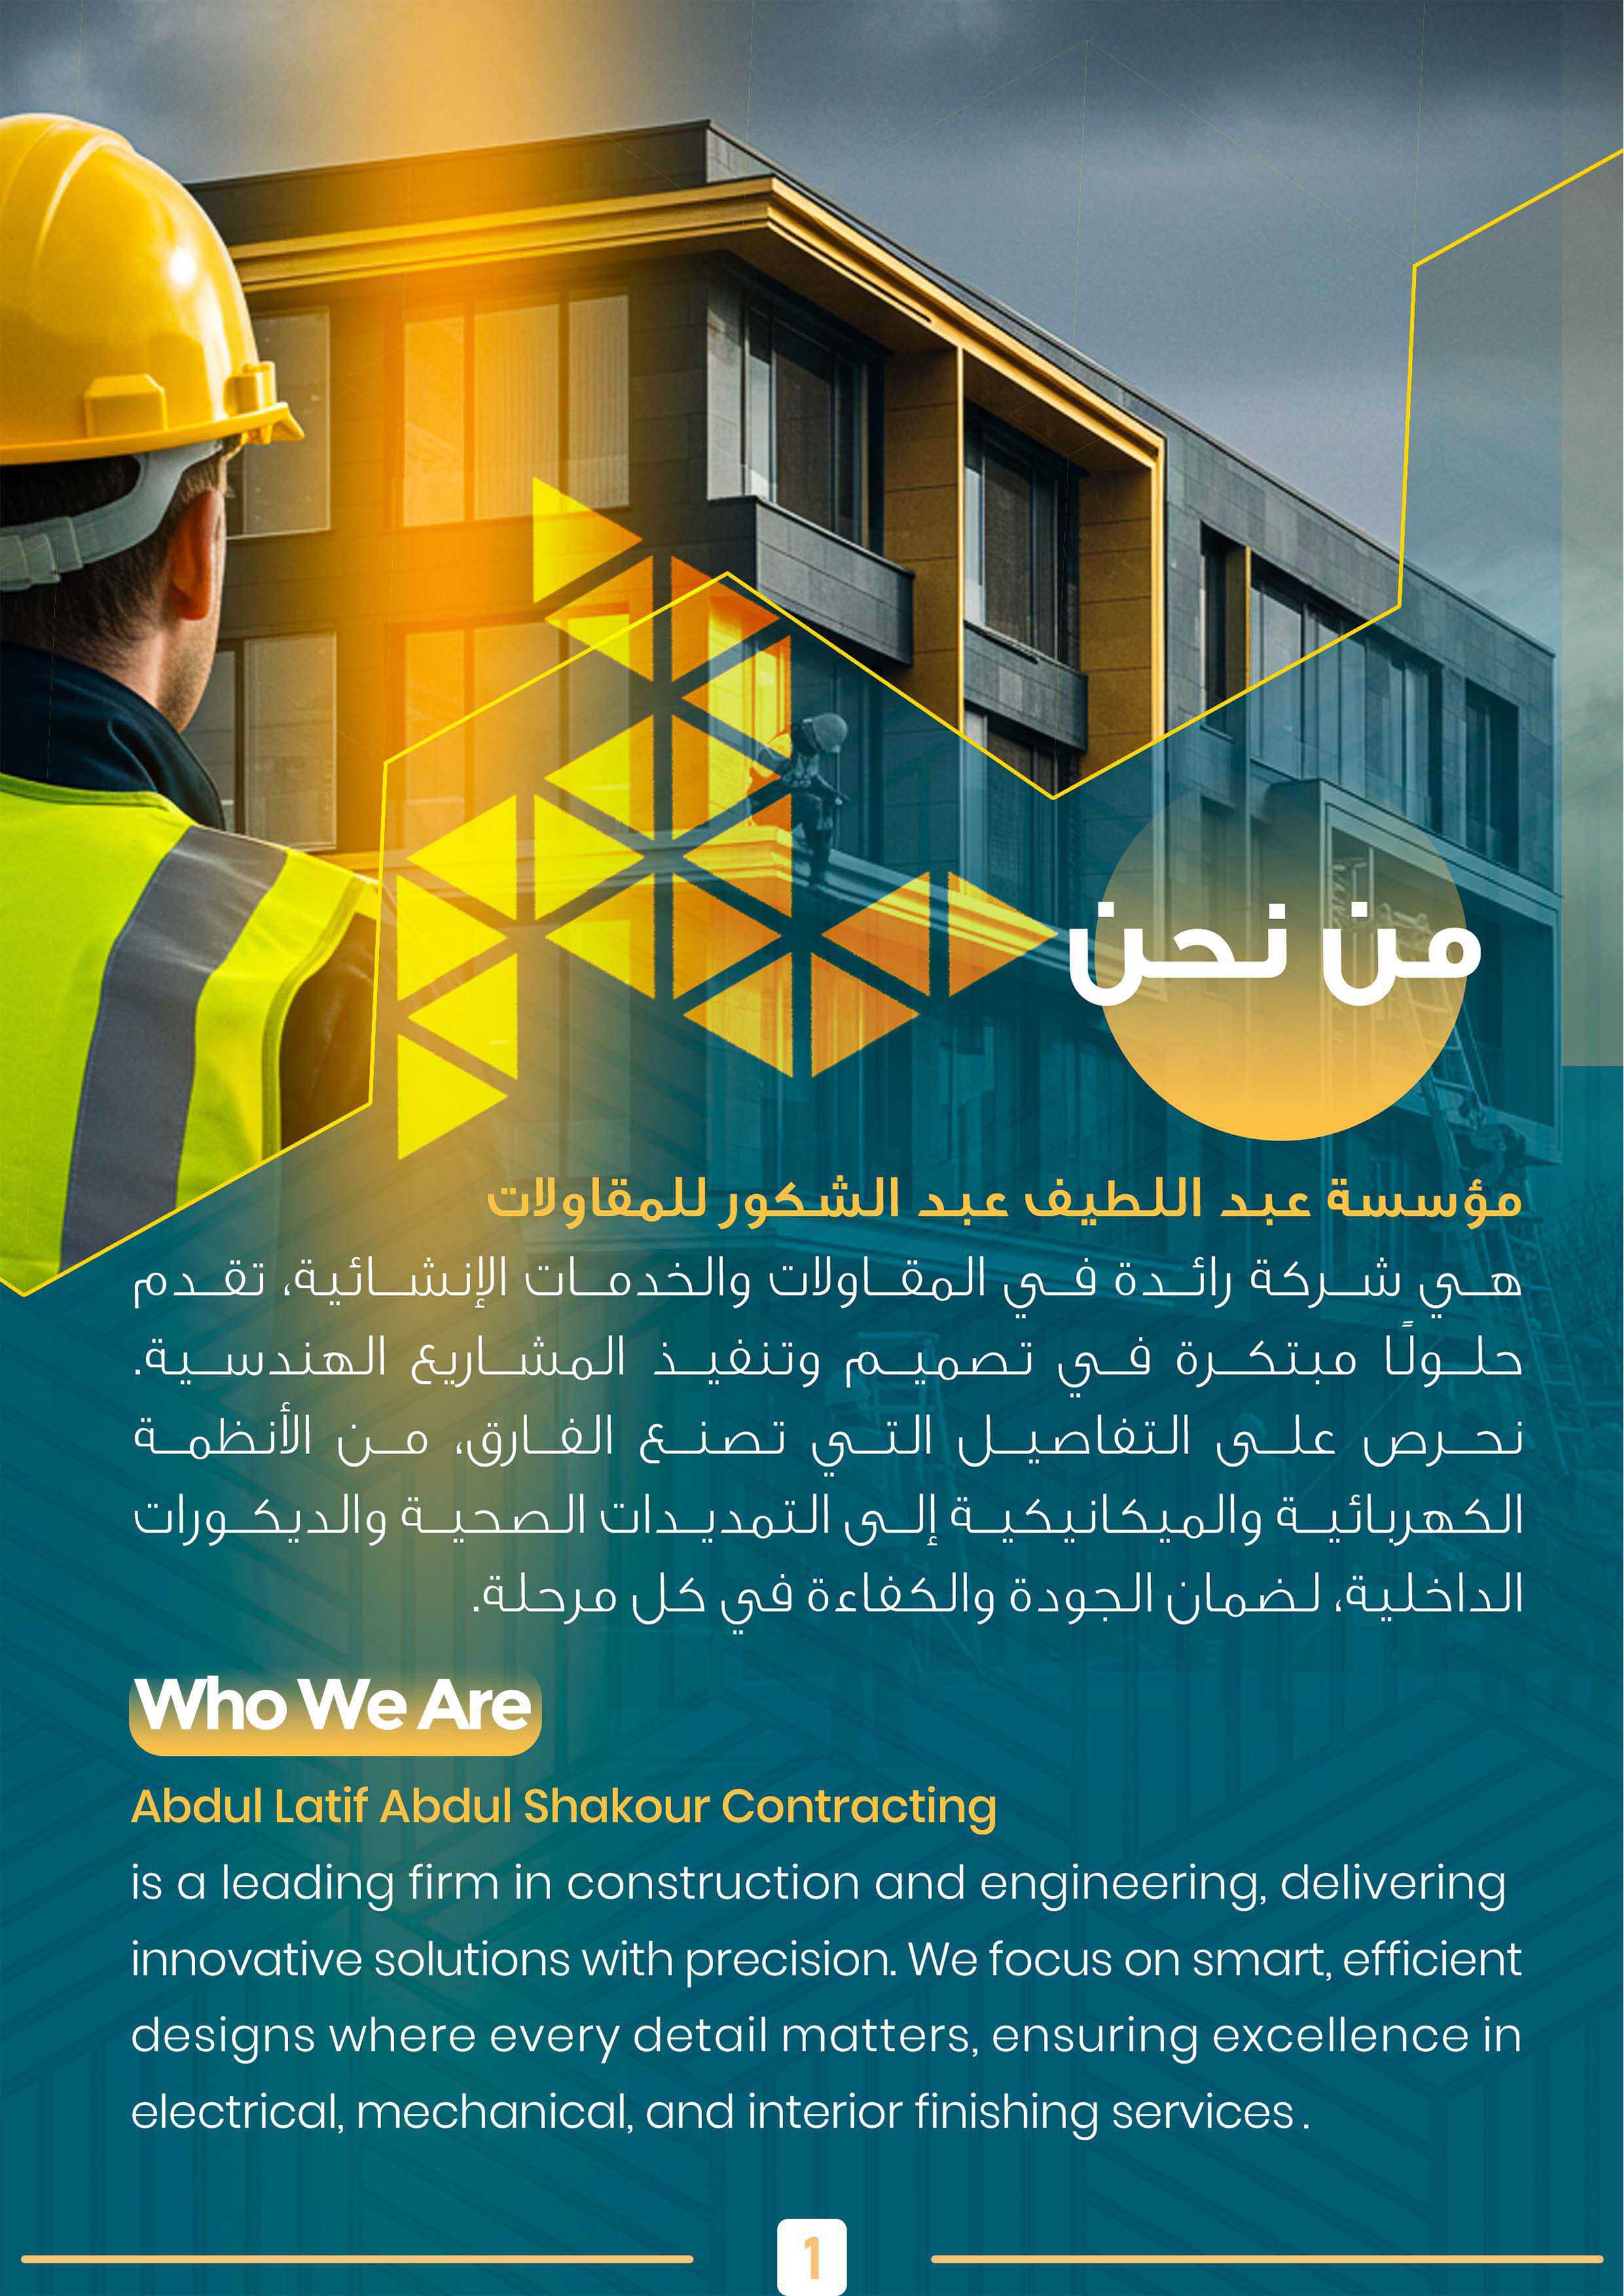 من نحن
مؤسسة عبد اللطيف عبد الشكور للمقاولات
هي شركة رائدة في المقاولات والخدمات الإنشائية، تقدم
حلولًا مبتكرة في تصميم وتنفيذ المشاريع الهندسية.
نحرص على التفاصيل التي تصنع الفارق، من الأنظمة
الكهربائية والميكانيكية إلى التمديدات الصحية والديكورات
الداخلية، لضمان الجودة والكفاءة في كل مرحلة.
Who We Are
Abdul Latif Abdul Shakour Contracting
is a leading firm in construction and engineering, delivering
innovative solutions with precision. We focus on smart, efficient
designs where every detail matters, ensuring excellence in
electrical, mechanical, and interior finishing services.
1